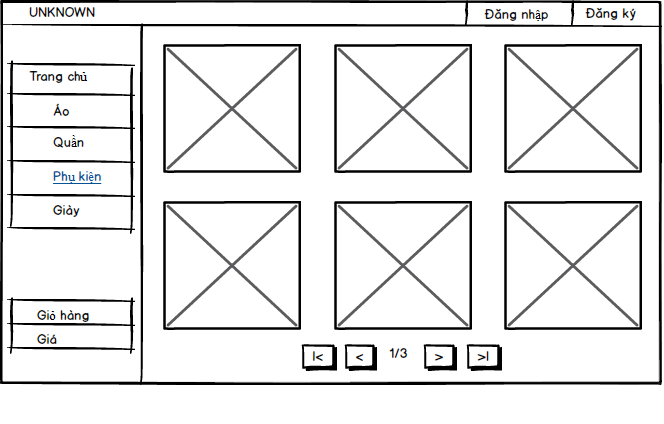 UNKNOWN
Đăng nhập
Đăng ký
Trang chủ
Áo
Quần
Phụ kiện
Giày
Giỏ hàng
Giá
|<
<
1/3
>
>|